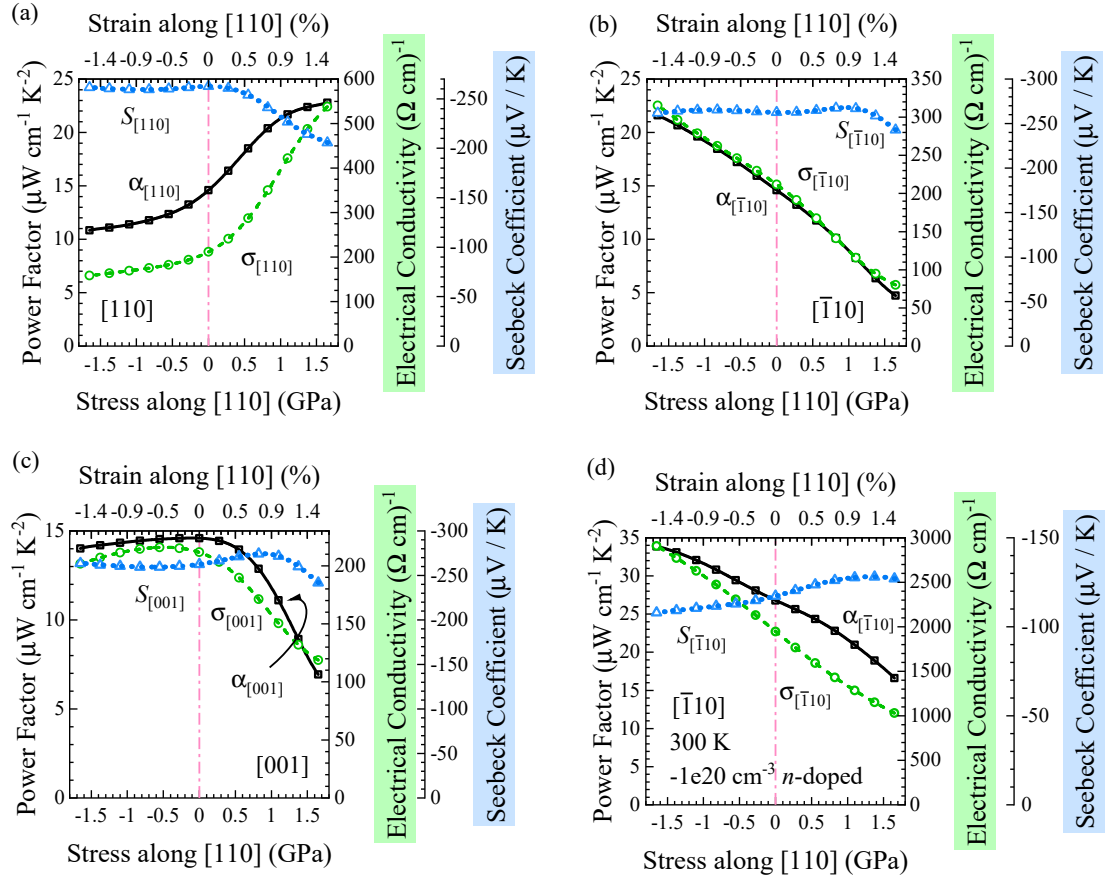 (a)
Strain along [110] (%)
-1.4 -0.9 -0.5 0 0.5 0.9 1.4
Power Factor (μW cm⁻¹ K⁻²)
25
20
15
10
5
0
S[110]
α[110]
σ[110]
[110]
600
500
400
300
200
100
0
Electrical Conductivity (Ω cm)⁻¹
-250
-200
-150
-100
-50
0
Seebeck Coefficient (μV / K)
-1.5 -1 -0.5 0 0.5 1 1.5
Stress along [110] (GPa)
(b)
Strain along [110] (%)
-1.4 -0.9 -0.5 0 0.5 0.9 1.4
Power Factor (μW cm⁻¹ K⁻²)
25
20
15
10
5
0
S[1̅10]
σ[1̅10]
α[1̅10]
[1̅10]
350
300
250
200
150
100
50
0
Electrical Conductivity (Ω cm)⁻¹
-300
-250
-200
-150
-100
-50
0
Seebeck Coefficient (μV / K)
-1.5 -1 -0.5 0 0.5 1 1.5
Stress along [110] (GPa)
(c)
Strain along [110] (%)
-1.4 -0.9 -0.5 0 0.5 0.9 1.4
Power Factor (μW cm⁻¹ K⁻²)
15
10
5
0
S[001]
σ[001]
α[001]
[001]
200
150
100
50
0
Electrical Conductivity (Ω cm)⁻¹
-300
-250
-200
-150
-100
-50
0
Seebeck Coefficient (μV / K)
-1.5 -1 -0.5 0 0.5 1 1.5
Stress along [110] (GPa)
(d)
Strain along [110] (%)
-1.4 -0.9 -0.5 0 0.5 0.9 1.4
Power Factor (μW cm⁻¹ K⁻²)
35
30
25
20
15
10
5
0
α[1̅10]
S[1̅10]
σ[1̅10]
[1̅10]
300 K
-1e20 cm⁻³ n-doped
3000
2500
2000
1500
1000
500
0
Electrical Conductivity (Ω cm)⁻¹
-150
-100
-50
0
Seebeck Coefficient (μV / K)
-1.5 -1 -0.5 0 0.5 1 1.5
Stress along [110] (GPa)